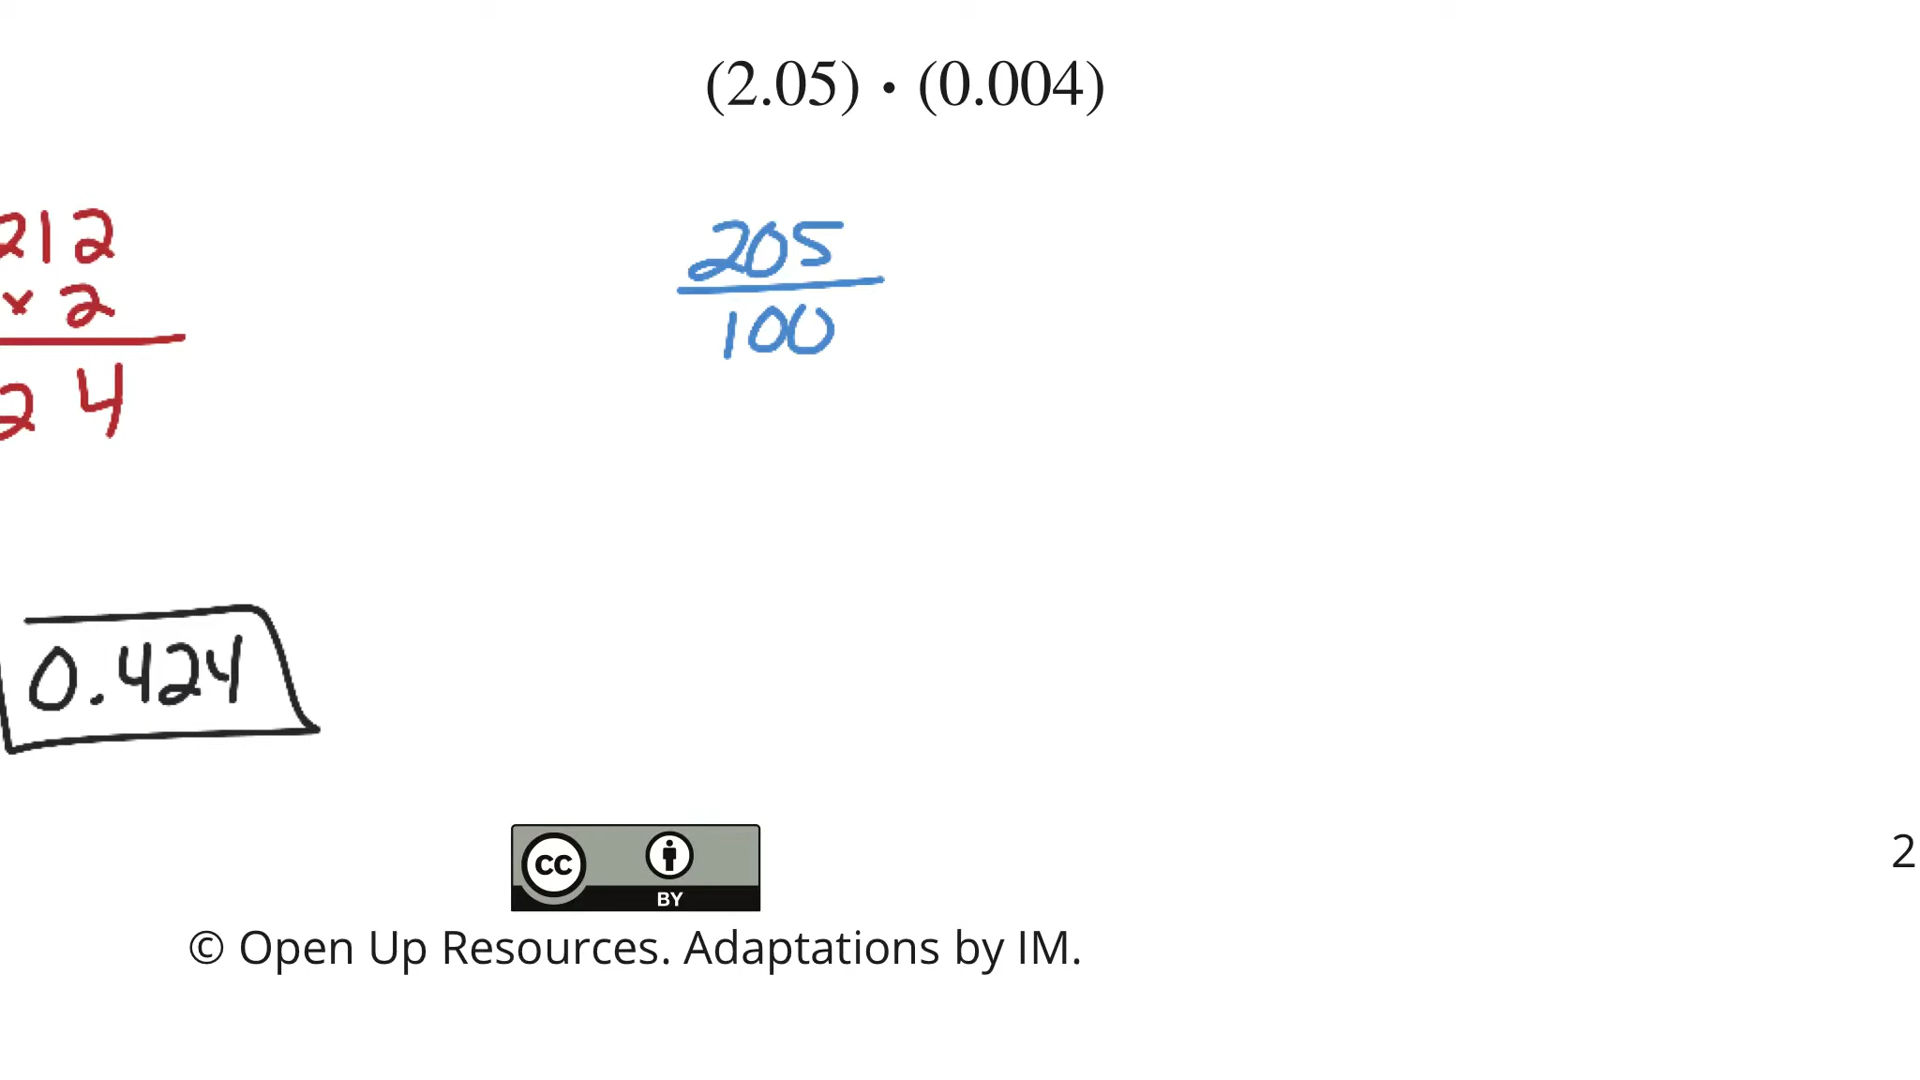 (2.05) · (0.004)
212
× 2
24
205
100
0.424
cc
BY
2
© Open Up Resources. Adaptations by IM.